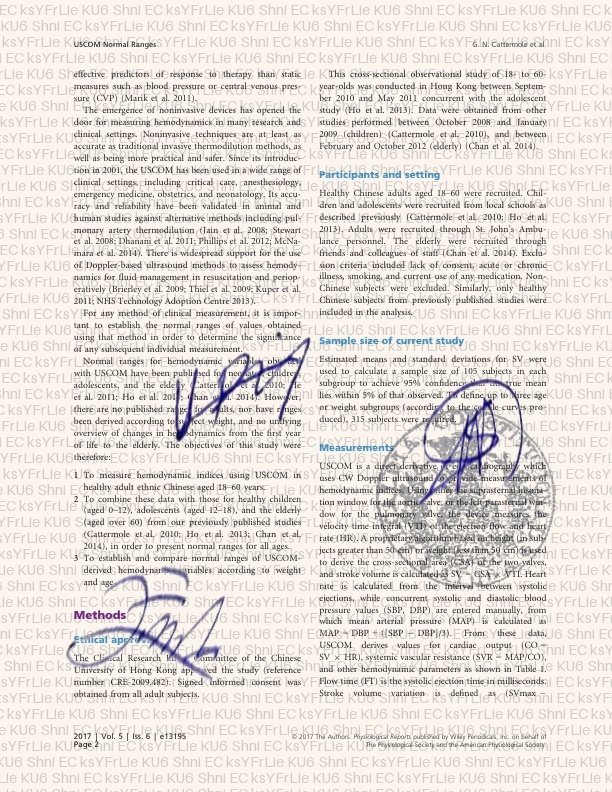 USCOM Normal Ranges
G. N. Cattermole et al.
effective predictors of response to therapy than static
measures such as blood pressure or central venous pres-
sure (CVP) (Marik et al. 2011).
The emergence of noninvasive devices has opened the
door for measuring hemodynamics in many research and
clinical settings. Noninvasive techniques are at least as
accurate as traditional invasive thermodilution methods, as
well as being more practical and safer. Since its introduc-
tion in 2001, the USCOM has been used in a wide range of
clinical settings, including critical care, anesthesiology,
emergency medicine, obstetrics, and neonatology. Its accu-
racy and reliability have been validated in animal and
human studies against alternative methods including pul-
monary artery thermodilution (Jain et al. 2008; Stewart
et al. 2008; Dhanani et al. 2011; Phillips et al. 2012; McNa-
mara et al. 2014). There is widespread support for the use
of Doppler-based ultrasound methods to assess hemody-
namics for fluid management in resuscitation and periop-
eratively (Brierley et al. 2009; Thiel et al. 2009; Kuper et al.
2011; NHS Technology Adoption Centre 2013).
For any method of clinical measurement, it is impor-
tant to establish the normal ranges of values obtained
using that method in order to determine the significance
of any subsequent individual measurement.
Normal ranges for hemodynamic variables obtained
with USCOM have been published for neonates, children,
adolescents, and the elderly (Cattermole et al. 2010; He
et al. 2011; Ho et al. 2013; Chan et al. 2014). However,
there are no published ranges for adults, nor have ranges
been derived according to subject weight, and no unifying
overview of changes in hemodynamics from the first year
of life to the elderly. The objectives of this study were
therefore:
1 To measure hemodynamic indices using USCOM in
healthy adult ethnic Chinese aged 18–60 years.
2 To combine these data with those for healthy children
(aged 0–12), adolescents (aged 12–18), and the elderly
(aged over 60) from our previously published studies
(Cattermole et al. 2010; Ho et al. 2013; Chan et al.
2014), in order to present normal ranges for all ages.
3 To establish and compare normal ranges of USCOM-
derived hemodynamic variables according to weight
and age.
Methods
Ethical approval
The Clinical Research Ethics Committee of the Chinese
University of Hong Kong approved the study (reference
number CRE-2009.482). Signed informed consent was
obtained from all adult subjects.
This cross-sectional observational study of 18- to 60-
year-olds was conducted in Hong Kong between Septem-
ber 2010 and May 2011 concurrent with the adolescent
study (Ho et al. 2013). Data were obtained from other
studies performed between October 2008 and January
2009 (children) (Cattermole et al. 2010), and between
February and October 2012 (elderly) (Chan et al. 2014).
Participants and setting
Healthy Chinese adults aged 18–60 were recruited. Chil-
dren and adolescents were recruited from local schools as
described previously (Cattermole et al. 2010; Ho et al.
2013). Adults were recruited through St. John's Ambu-
lance personnel. The elderly were recruited through
friends and colleagues of staff (Chan et al. 2014). Exclu-
sion criteria included lack of consent, acute or chronic
illness, smoking, and current use of any medication. Non-
Chinese subjects were excluded. Similarly, only healthy
Chinese subjects from previously published studies were
included in the analysis.
Sample size of current study
Estimated means and standard deviations for SV were
used to calculate a sample size of 105 subjects in each
subgroup to achieve 95% confidence that true mean
lies within 5% of that observed. To define up to three age
or weight subgroups (according to the sample curves pro-
duced), 315 subjects were required.
Measurements
USCOM is a direct derivative of echocardiography which
uses CW Doppler ultrasound to provide measurements of
hemodynamic indices. Using either the suprasternal insona-
tion window for the aortic valve, or the left parasternal win-
dow for the pulmonary valve, the device measures the
velocity time integral (VTI) of the ejection flow and heart
rate (HR). A proprietary algorithm based on height (in sub-
jects greater than 50 cm) or weight (less than 50 cm) is used
to derive the cross-sectional area (CSA) of the two valves,
and stroke volume is calculated as SV = CSA × VTI. Heart
rate is calculated from the interval between systolic
ejections, while concurrent systolic and diastolic blood
pressure values (SBP, DBP) are entered manually, from
which mean arterial pressure (MAP) is calculated as
MAP = DBP + ((SBP − DBP)/3). From these data,
USCOM derives values for cardiac output (CO =
SV × HR), systemic vascular resistance (SVR = MAP/CO),
and other hemodynamic parameters as shown in Table 1.
Flow time (FT) is the systolic ejection time in milliseconds.
Stroke volume variation is defined as (SVmax −
2017 | Vol. 5 | Iss. 6 | e13195
Page 2
© 2017 The Authors. Physiological Reports published by Wiley Periodicals, Inc. on behalf of
The Physiological Society and the American Physiological Society